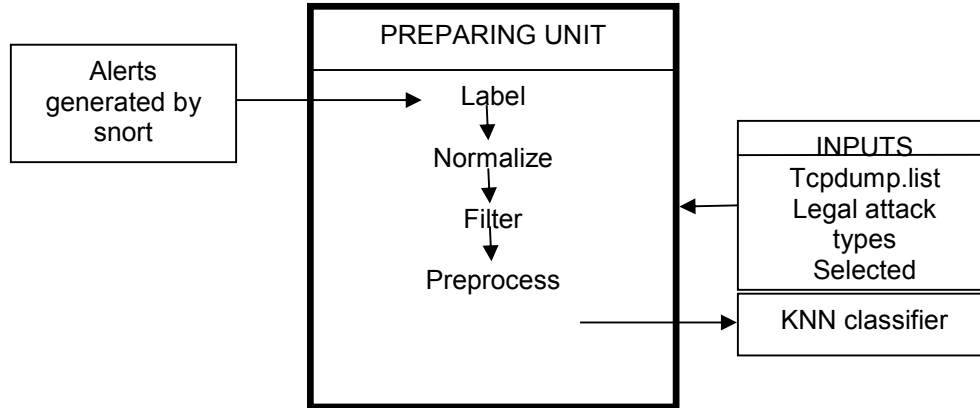 PREPARING UNIT
Alerts
generated by
snort
Label
Normalize
Filter
Preprocess
INPUTS
Tcpdump.list
Legal attack
types
Selected
KNN classifier